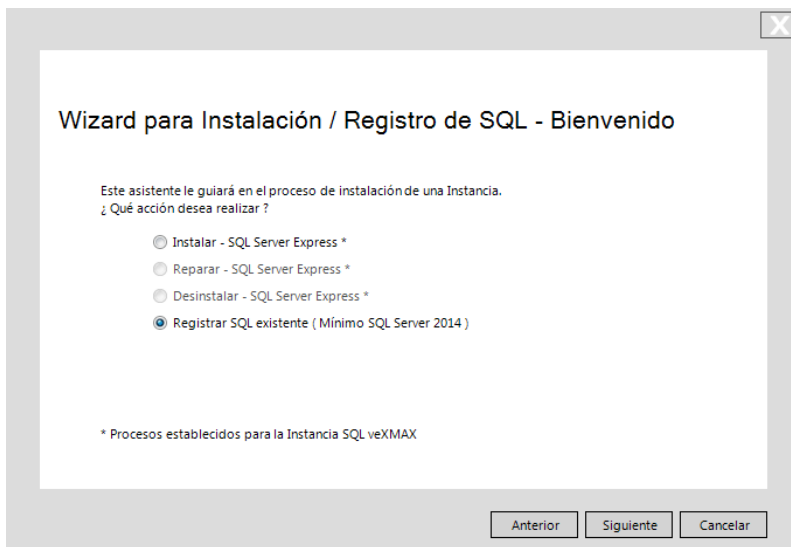 X
Wizard para Instalación / Registro de SQL - Bienvenido
Este asistente le guiará en el proceso de instalación de una Instancia.
¿ Qué acción desea realizar ?
Instalar - SQL Server Express *
Reparar - SQL Server Express *
Desinstalar - SQL Server Express *
Registrar SQL existente ( Mínimo SQL Server 2014 )
* Procesos establecidos para la Instancia SQL veXMAX
Anterior Siguiente Cancelar